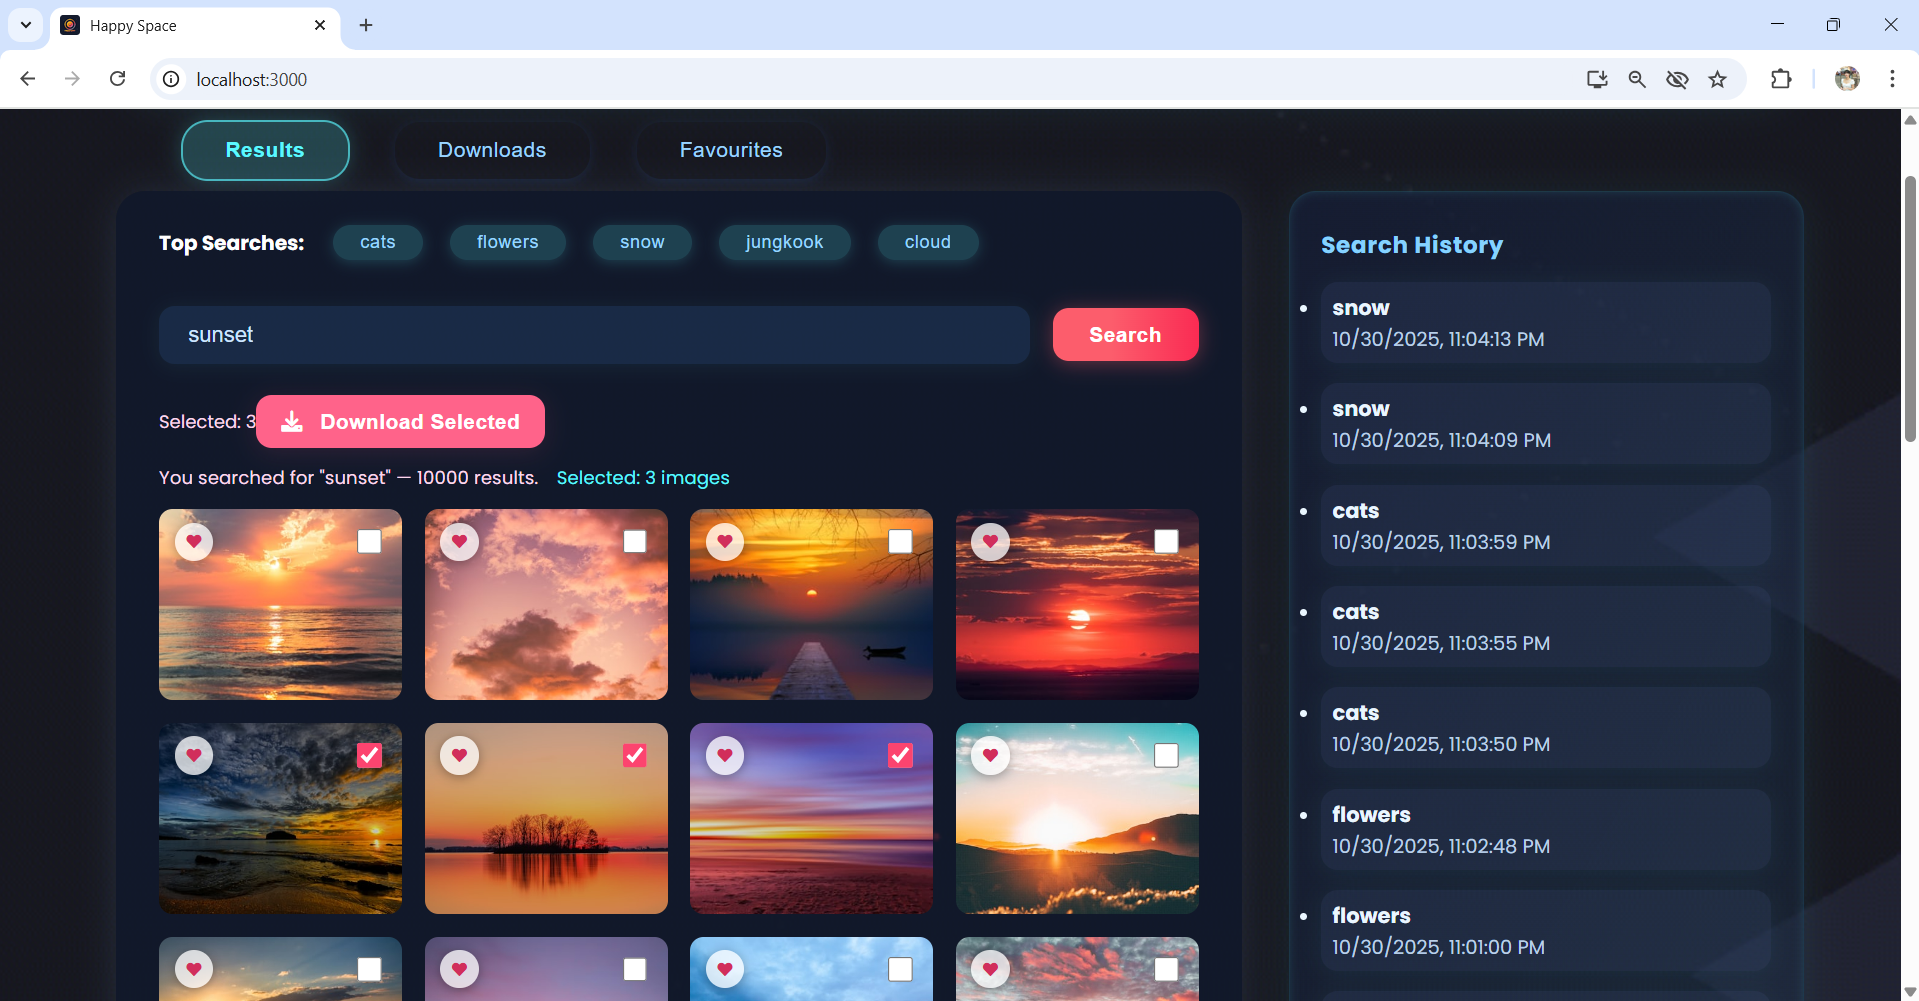 Happy Space
localhost:3000
Results
Downloads
Favourites
Top Searches:
cats
flowers
snow
jungkook
cloud
sunset
Search
Selected: 3
Download Selected
You searched for "sunset" — 10000 results.
Selected: 3 images
Search History
snow
10/30/2025, 11:04:13 PM
snow
10/30/2025, 11:04:09 PM
cats
10/30/2025, 11:03:59 PM
cats
10/30/2025, 11:03:55 PM
cats
10/30/2025, 11:03:50 PM
flowers
10/30/2025, 11:02:48 PM
flowers
10/30/2025, 11:01:00 PM